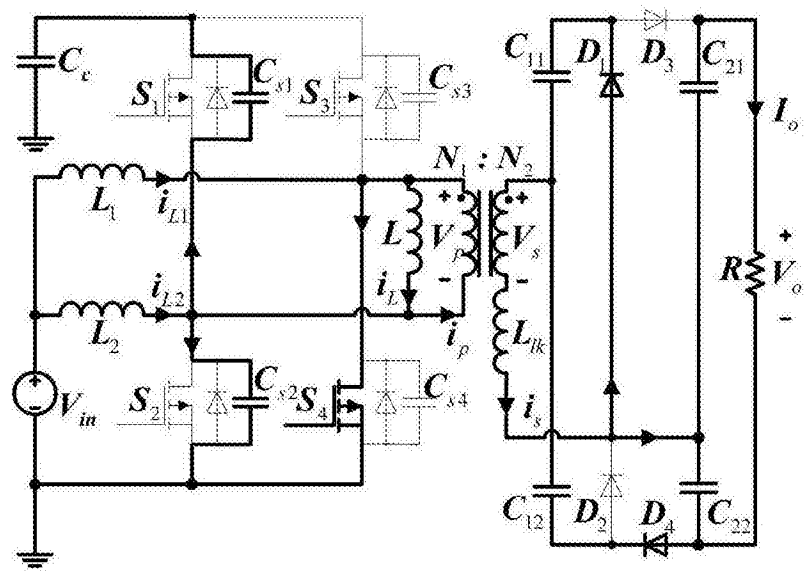 C_c
S_1
C_s1
S_3
C_s3
C_11
D_1
D_3
C_21
I_o
L_1
i_L1
N_1 : N_2
+
+
L
V_p
V_s
i_L
-
-
R
+
V_o
-
L_2
i_L2
i_p
L_lk
+
-
V_in
S_2
C_s2
S_4
C_s4
i_s
C_12
D_2
D_4
C_22